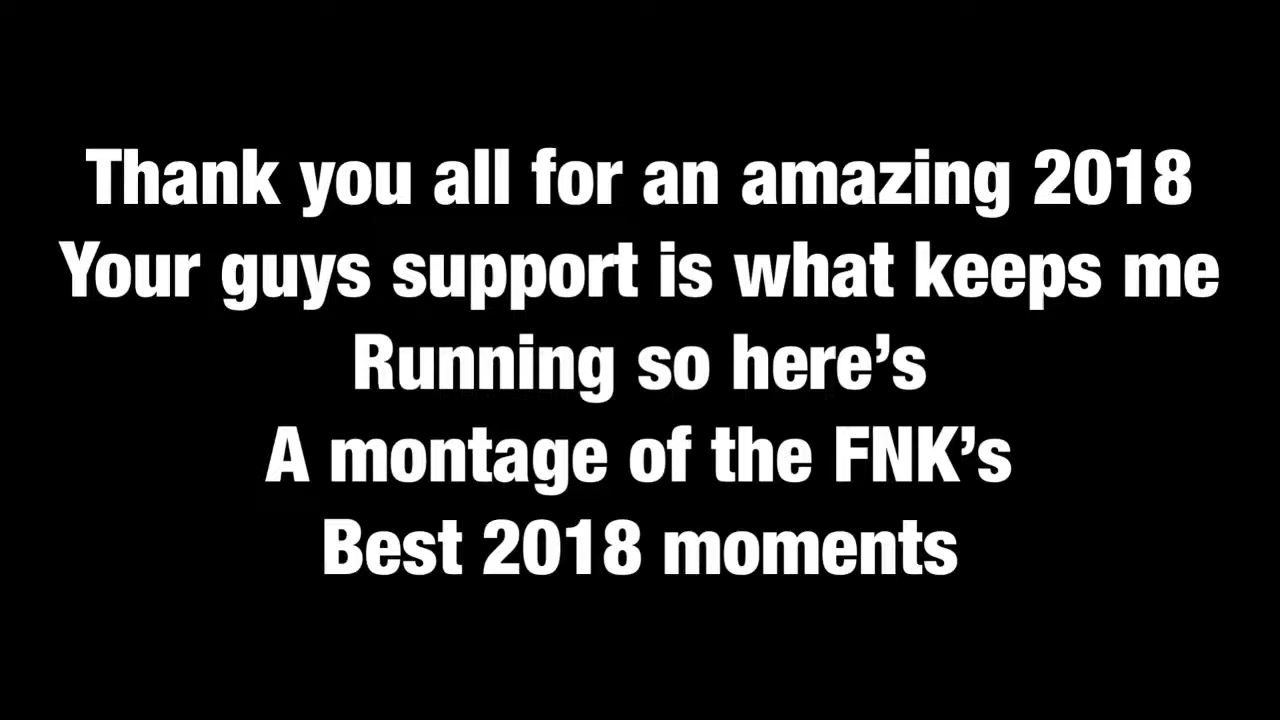 Thank you all for an amazing 2018
Your guys support is what keeps me
Running so here’s
A montage of the FNK’s
Best 2018 moments